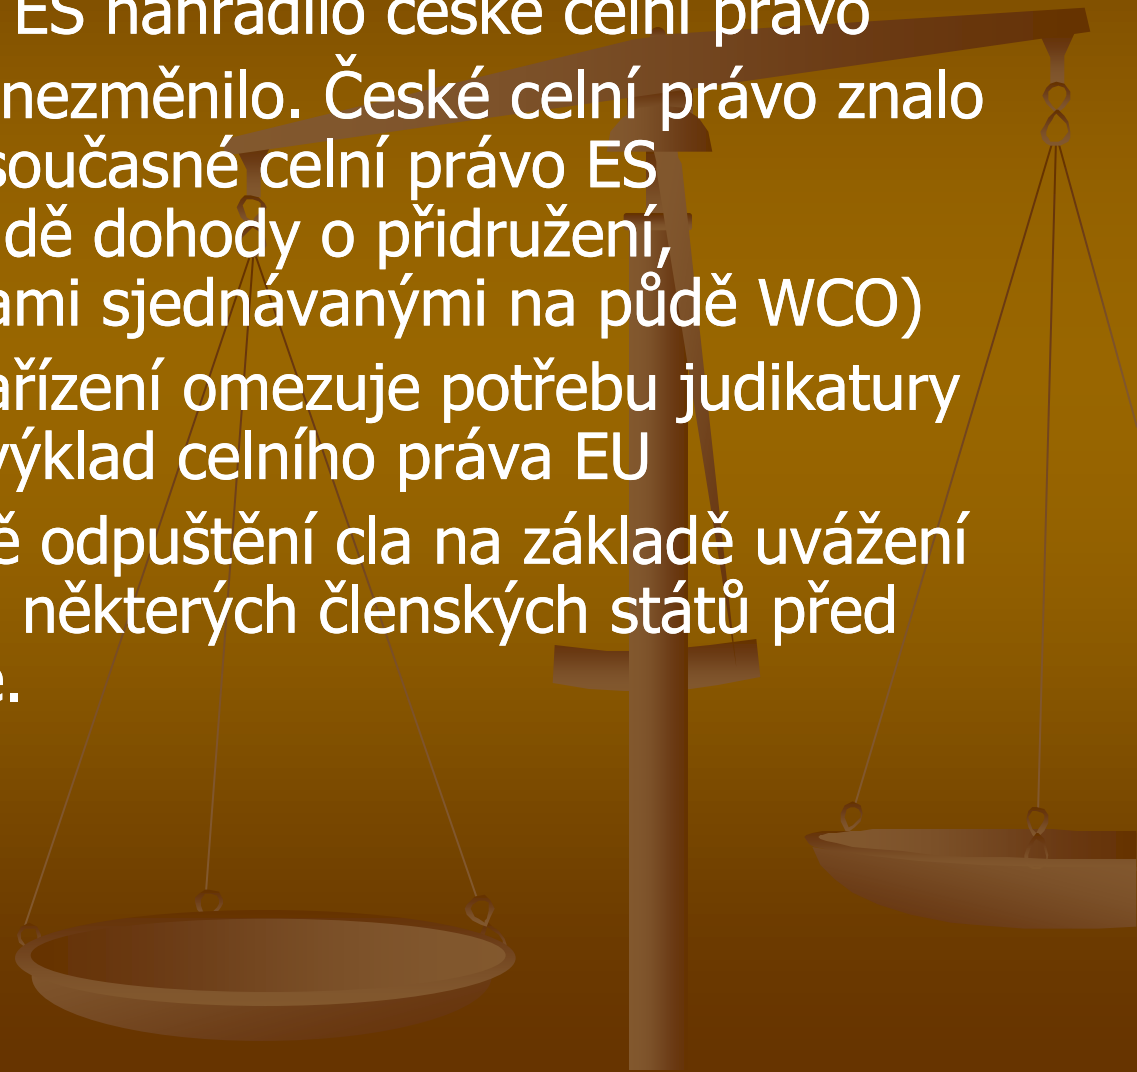 ES nahradilo české celní právo
nezměnilo. České celní právo znalo
současné celní právo ES
dě dohody o přidružení,
ami sjednávanými na půdě WCO)
ařízení omezuje potřebu judikatury
výklad celního práva EU
ě odpuštění cla na základě uvážení
některých členských států před
e.